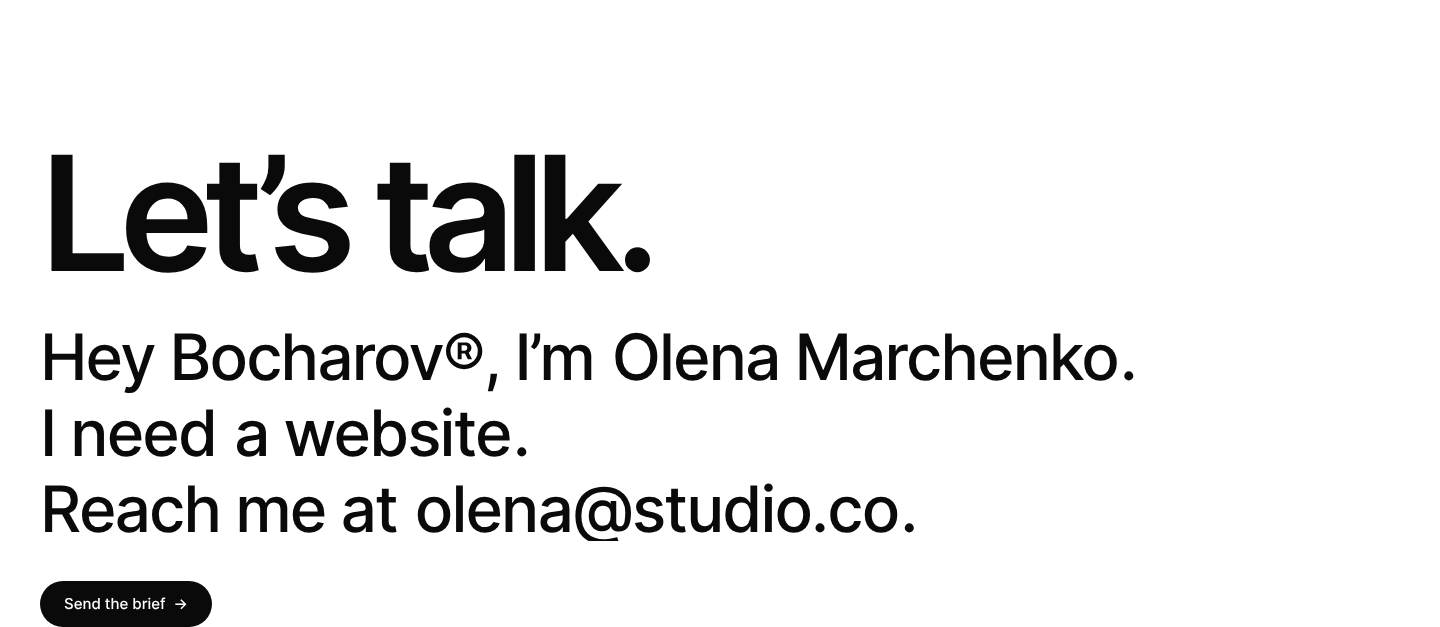 Let’s talk.
Hey Bocharov®, I’m Olena Marchenko.
I need a website.
Reach me at olena@studio.co.
Send the brief →